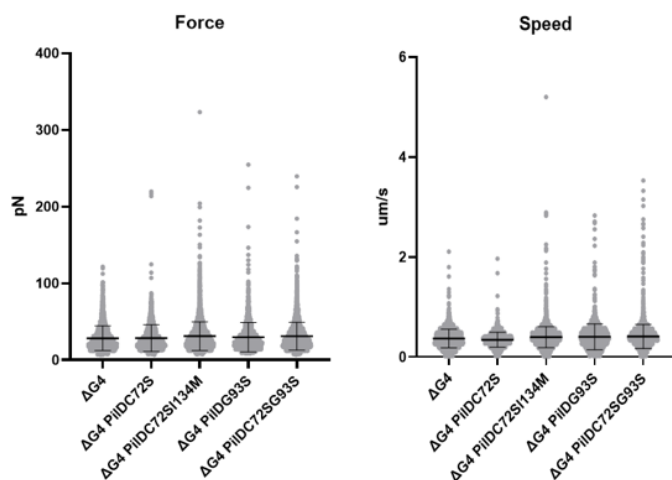 Force
400
300
200
100
0
pN
ΔG4
ΔG4 PilDC72S
ΔG4 PilDC72SI134M
ΔG4 PilDG93S
ΔG4 PilDC72SG93S
Speed
6
4
2
0
um/s
ΔG4
ΔG4 PilDC72S
ΔG4 PilDC72SI134M
ΔG4 PilDG93S
ΔG4 PilDC72SG93S